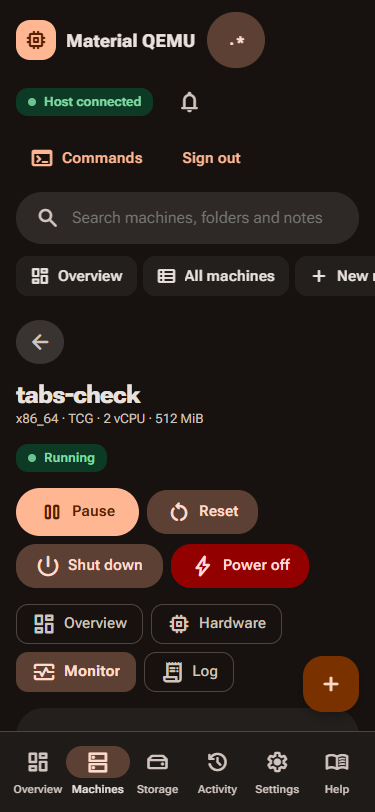 Material QEMU
.*
Host connected
Commands
Sign out
Search machines, folders and notes
Overview
All machines
New
tabs-check
x86_64 · TCG · 2 vCPU · 512 MiB
Running
Pause
Reset
Shut down
Power off
Overview
Hardware
Monitor
Log
Overview
Machines
Storage
Activity
Settings
Help